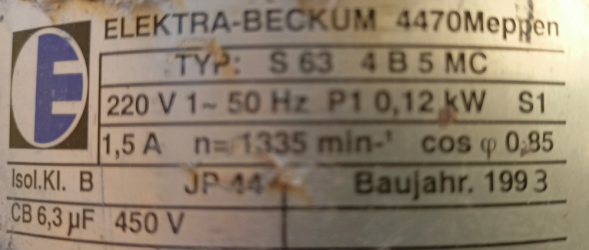 ELEKTRA-BECKUM 4470Meppen
TYP: S 63 4 B 5 MC
220 V 1~ 50 Hz P1 0,12 kW S1
1,5 A n= 1335 min-¹ cos φ 0,85
Isol.Kl. B JP 44 Baujahr. 1993
CB 6,3 µF 450 V